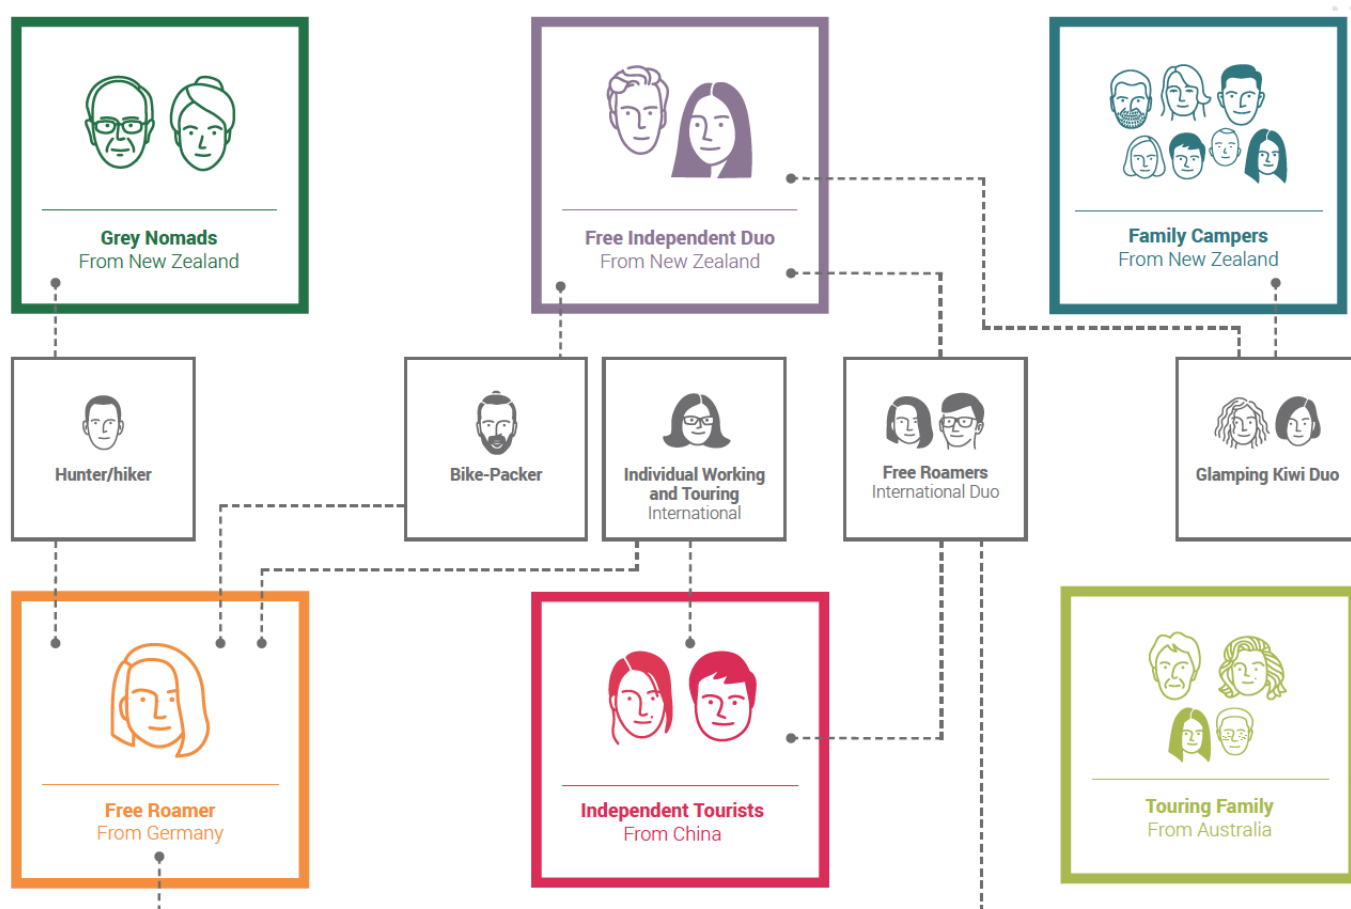 Grey Nomads
From New Zealand
Free Independent Duo
From New Zealand
Family Campers
From New Zealand
Hunter/hiker
Bike-Packer
Individual Working
and Touring
International
Free Roamers
International Duo
Glamping Kiwi Duo
Free Roamer
From Germany
Independent Tourists
From China
Touring Family
From Australia